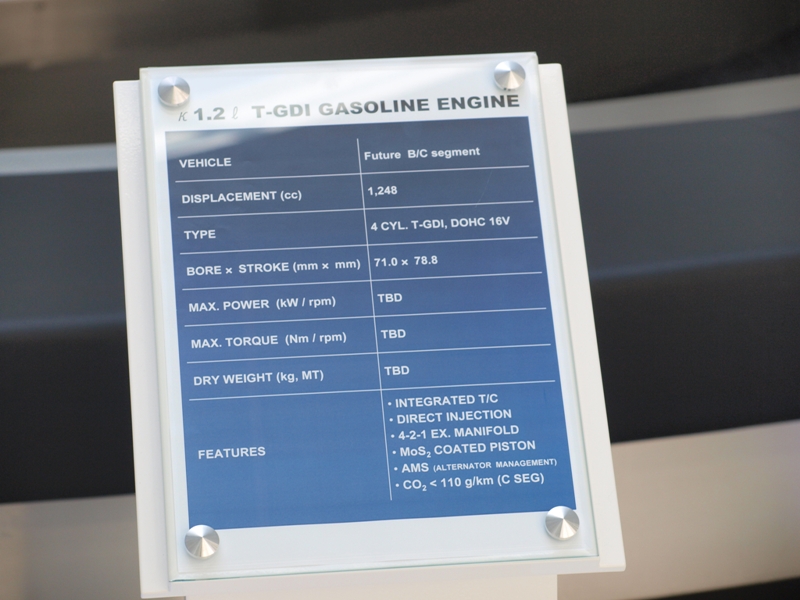 κ 1.2 ℓ T-GDI GASOLINE ENGINE
VEHICLE Future B/C segment
DISPLACEMENT (cc) 1,248
TYPE 4 CYL. T-GDI, DOHC 16V
BORE × STROKE (mm × mm) 71.0 × 78.8
MAX. POWER (kW / rpm) TBD
MAX. TORQUE (Nm / rpm) TBD
DRY WEIGHT (kg, MT) TBD
FEATURES
• INTEGRATED T/C
• DIRECT INJECTION
• 4-2-1 EX. MANIFOLD
• MoS₂ COATED PISTON
• AMS (ALTERNATOR MANAGEMENT)
• CO₂ < 110 g/km (C SEG)